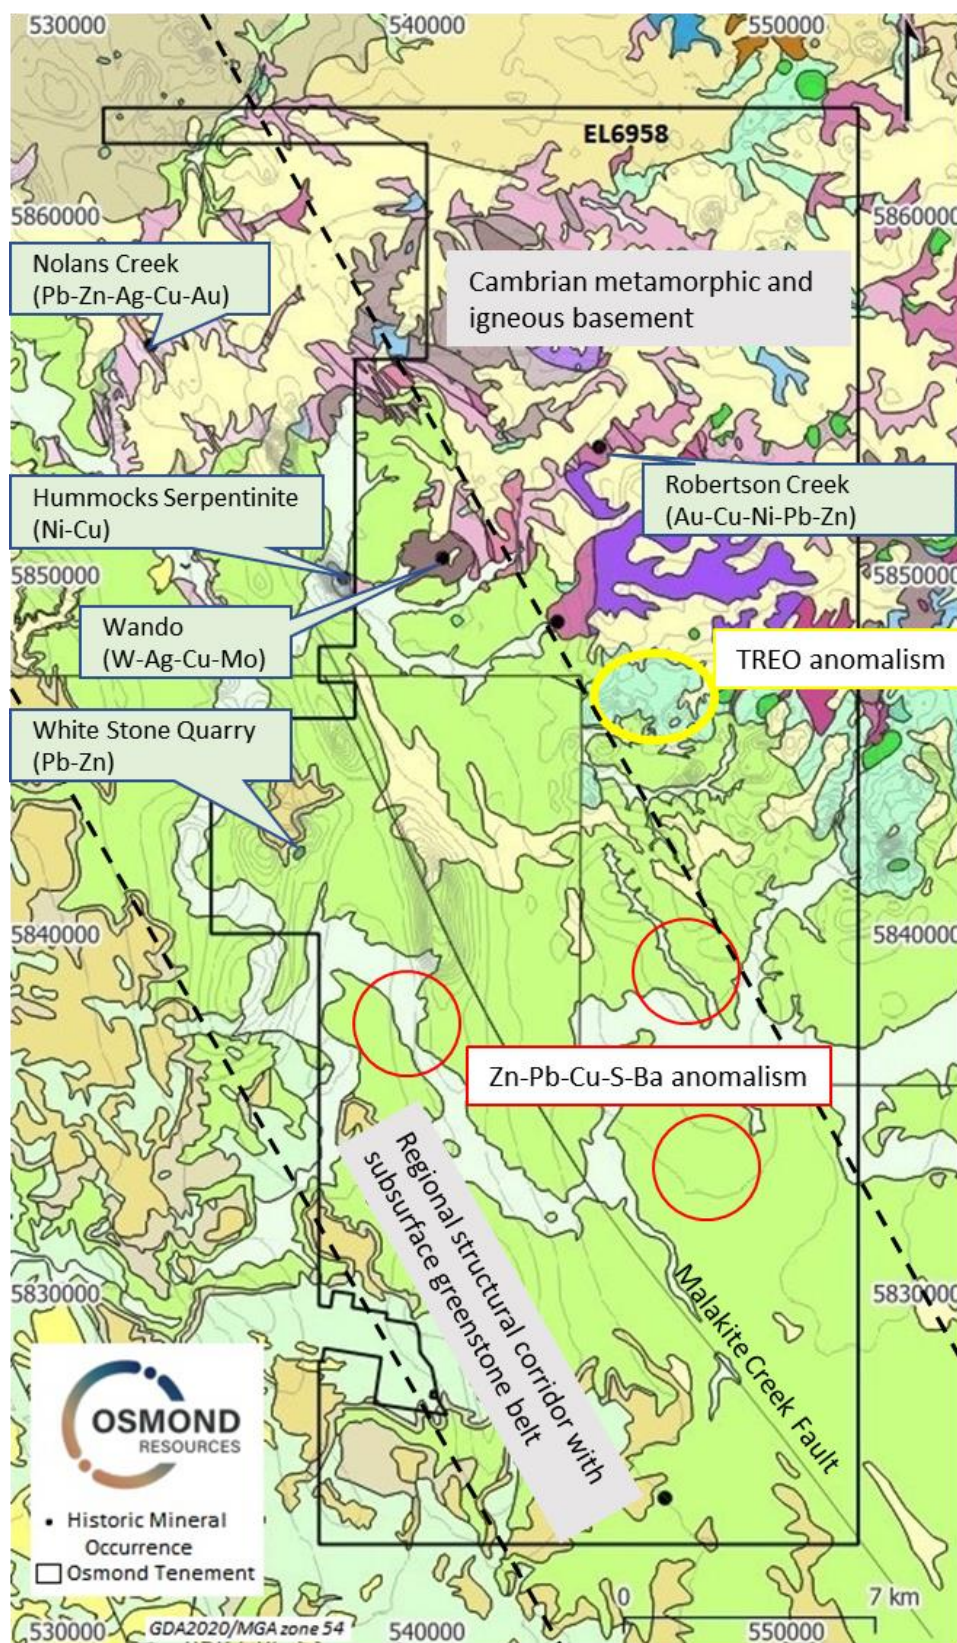 530000
540000
550000
EL6958
5860000
5860000
Nolans Creek
(Pb-Zn-Ag-Cu-Au)
Cambrian metamorphic and
igneous basement
Hummocks Serpentinite
(Ni-Cu)
Robertson Creek
(Au-Cu-Ni-Pb-Zn)
5850000
5850000
Wando
(W-Ag-Cu-Mo)
TREO anomalism
White Stone Quarry
(Pb-Zn)
5840000
5840000
Zn-Pb-Cu-S-Ba anomalism
Regional structural corridor with
subsurface greenstone belt
Malakite Creek Fault
5830000
5830000
OSMOND
RESOURCES
• Historic Mineral
Occurrence
Osmond Tenement
0
7 km
530000
GDA2020/MGA zone 54
540000
550000